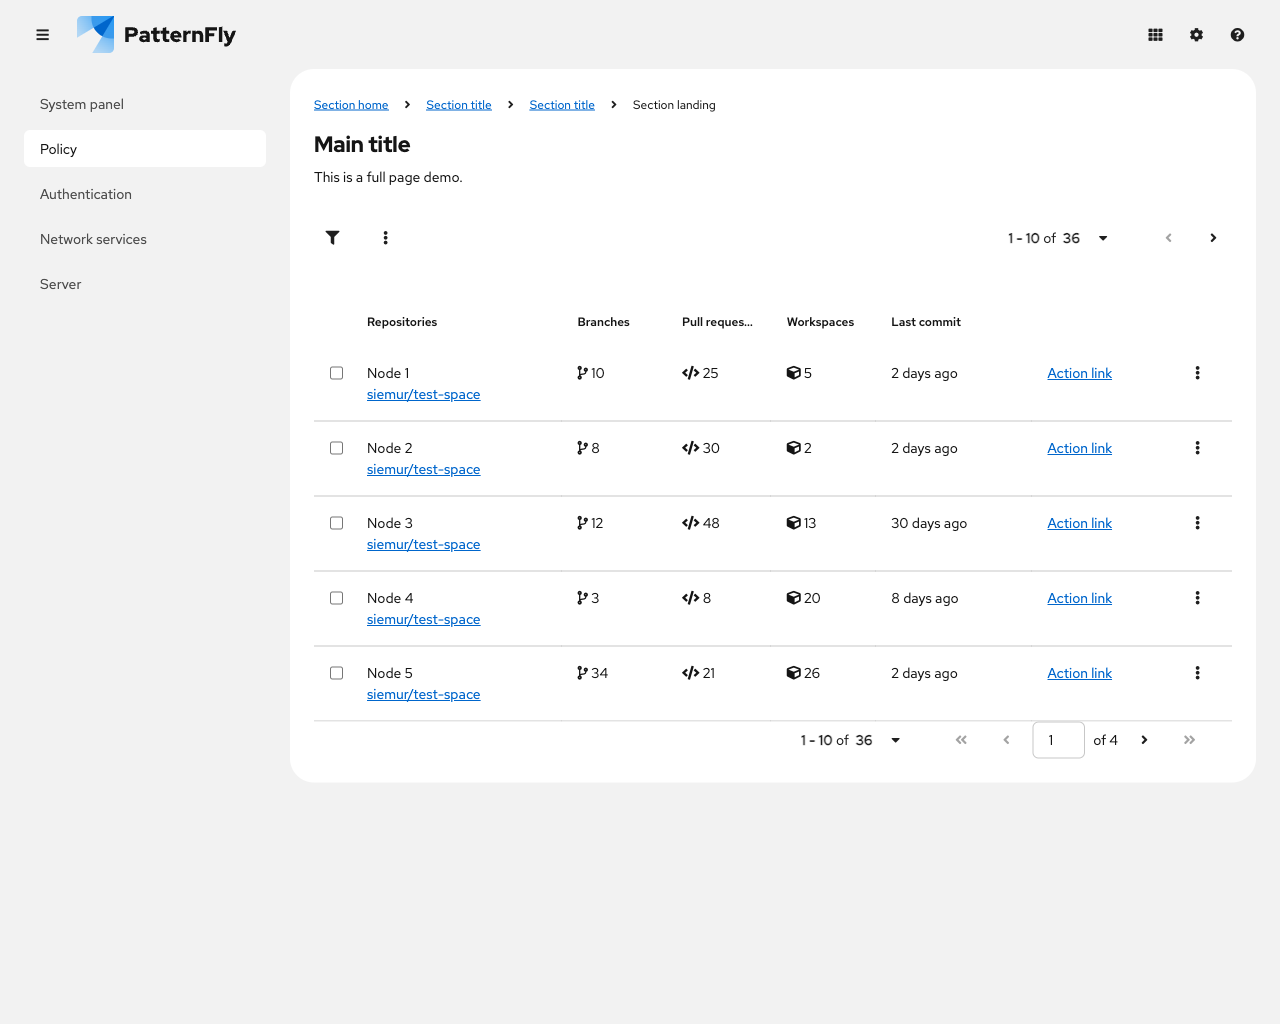 PatternFly
System panel
Policy
Authentication
Network services
Server
Section home Section title Section title Section landing
Main title
This is a full page demo.
1 - 10 of 36
Repositories Branches Pull reques... Workspaces Last commit
Node 1 10 25 5 2 days ago Action link
siemur/test-space
Node 2 8 30 2 2 days ago Action link
siemur/test-space
Node 3 12 48 13 30 days ago Action link
siemur/test-space
Node 4 3 8 20 8 days ago Action link
siemur/test-space
Node 5 34 21 26 2 days ago Action link
siemur/test-space
1 - 10 of 36 1 of 4